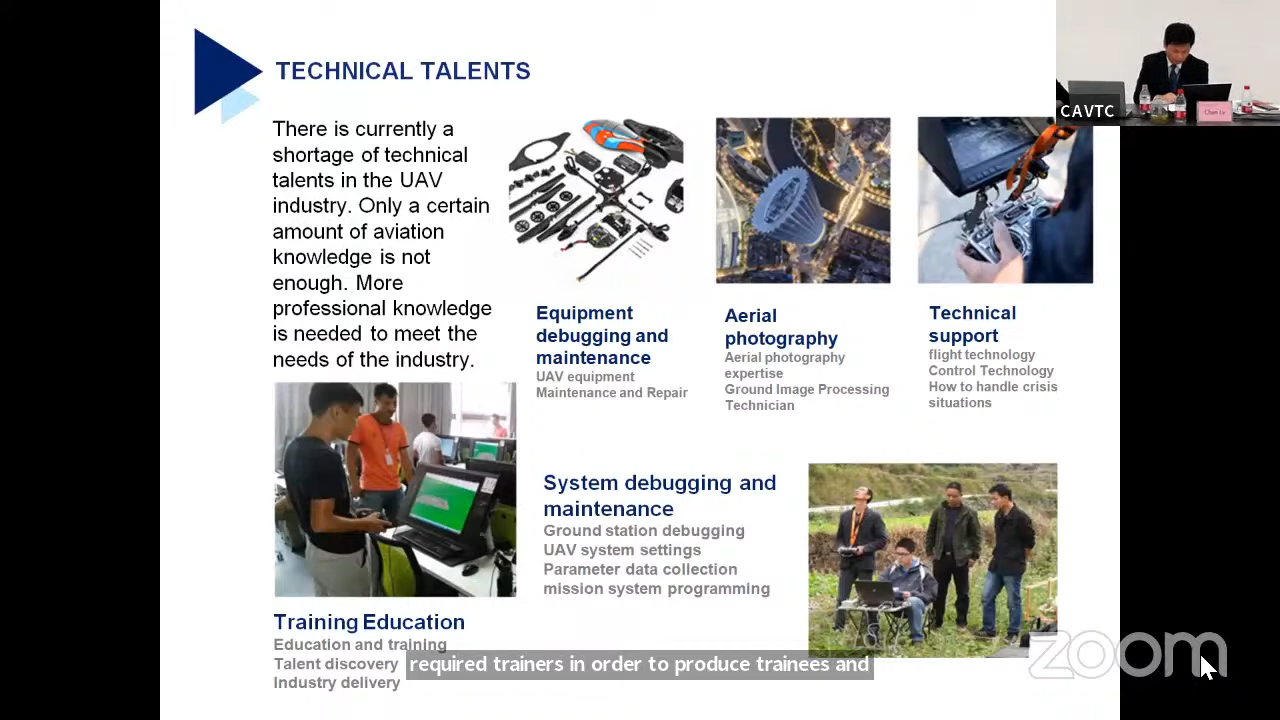 TECHNICAL TALENTS
There is currently a
shortage of technical
talents in the UAV
industry. Only a certain
amount of aviation
knowledge is not
enough. More
professional knowledge
is needed to meet the
needs of the industry.
Equipment
debugging and
maintenance
UAV equipment
Maintenance and Repair
Aerial
photography
Aerial photography
expertise
Ground Image Processing
Technician
Technical
support
flight technology
Control Technology
How to handle crisis
situations
CAVTC
System debugging and
maintenance
Ground station debugging
UAV system settings
Parameter data collection
mission system programming
Training Education
Education and training
Talent discovery
Industry delivery
required trainers in order to produce trainees and
zoom